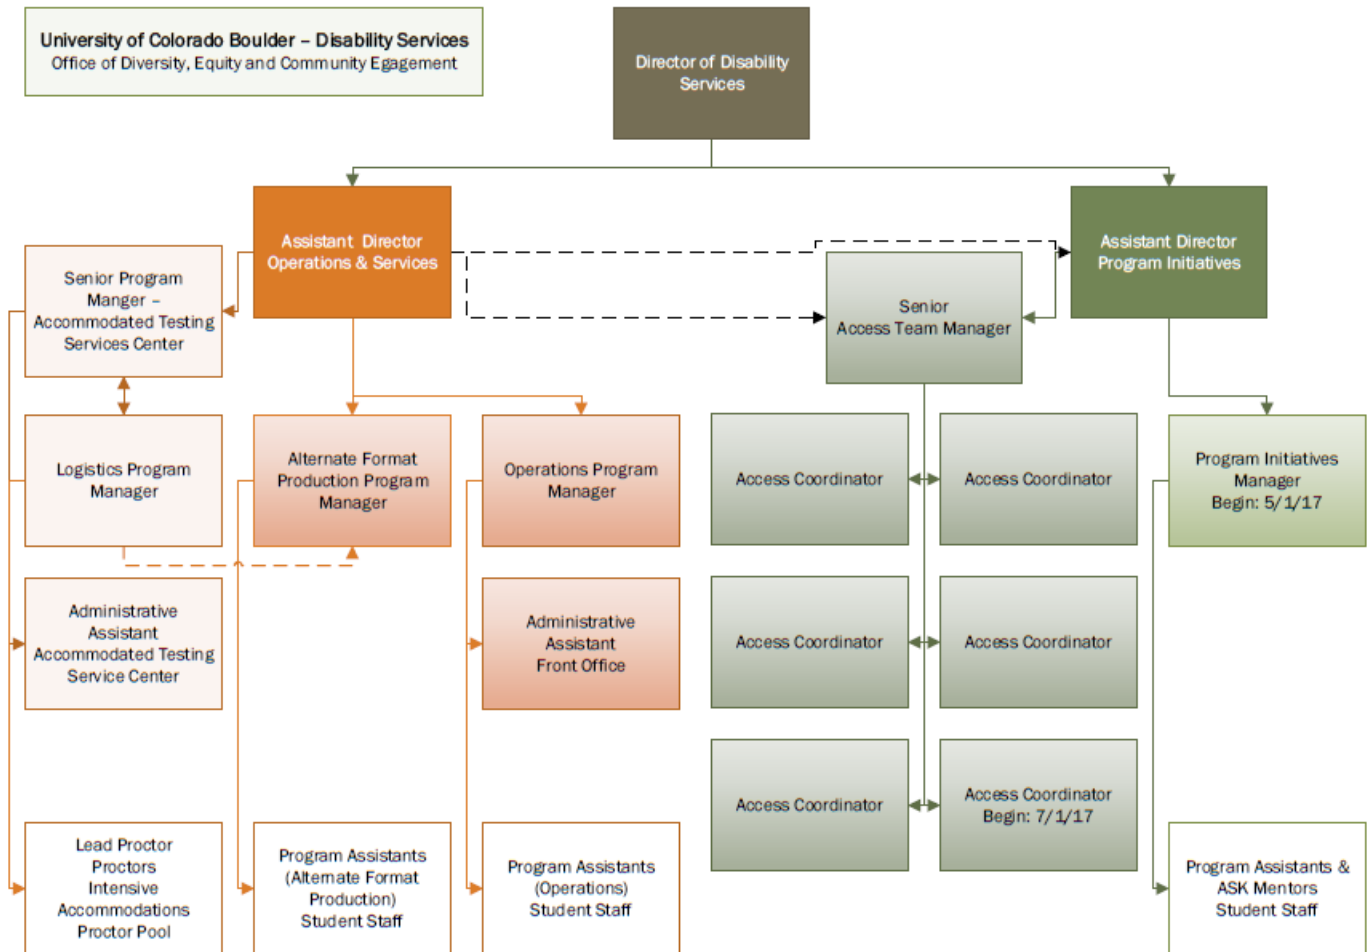 University of Colorado Boulder – Disability Services
Office of Diversity, Equity and Community Egagement
Director of Disability
Services
Assistant Director
Operations & Services
Assistant Director
Program Initiatives
Senior Program
Manger –
Accommodated Testing
Services Center
Senior
Access Team Manager
Logistics Program
Manager
Alternate Format
Production Program
Manager
Operations Program
Manager
Access Coordinator
Access Coordinator
Program Initiatives
Manager
Begin: 5/1/17
Administrative
Assistant
Accommodated Testing
Service Center
Administrative
Assistant
Front Office
Access Coordinator
Access Coordinator
Access Coordinator
Access Coordinator
Begin: 7/1/17
Lead Proctor
Proctors
Intensive
Accommodations
Proctor Pool
Program Assistants
(Alternate Format
Production)
Student Staff
Program Assistants
(Operations)
Student Staff
Program Assistants &
ASK Mentors
Student Staff